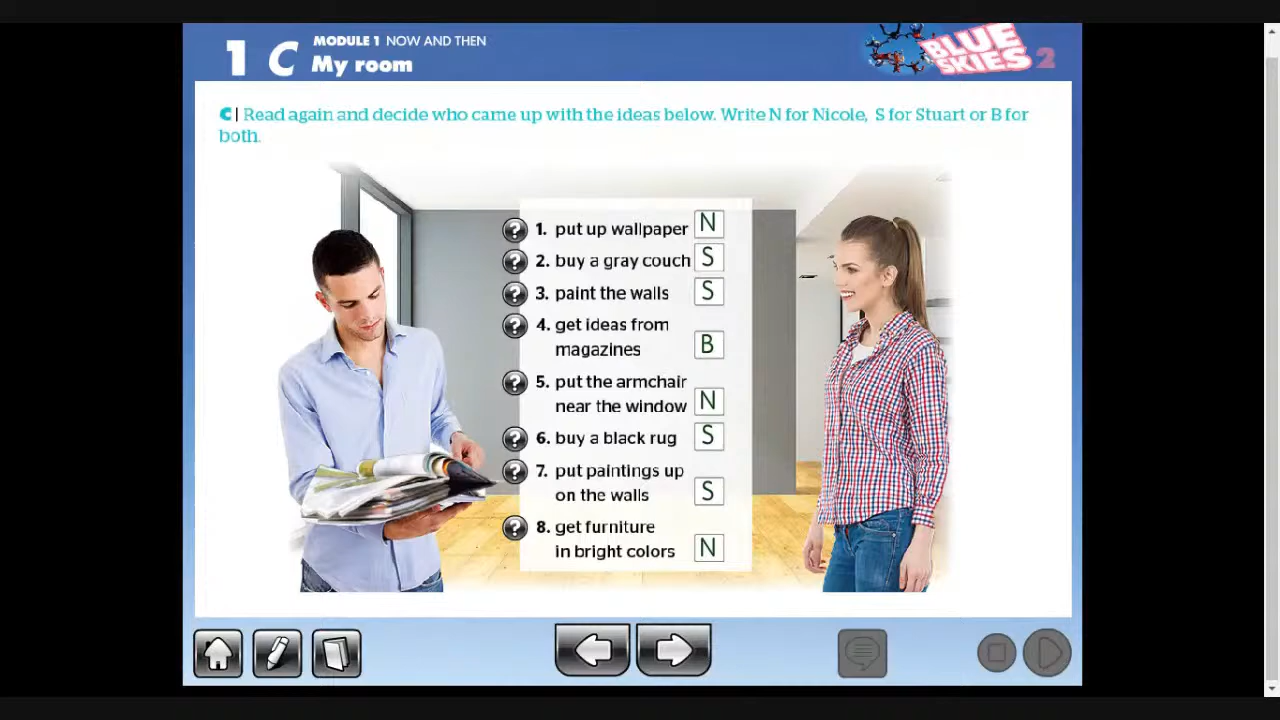 1 C
MODULE 1 NOW AND THEN
My room
BLUE
SKIES 2
C| Read again and decide who came up with the ideas below. Write N for Nicole, S for Stuart or B for
both.
? 1. put up wallpaper N
? 2. buy a gray couch S
? 3. paint the walls S
? 4. get ideas from
magazines B
? 5. put the armchair
near the window N
? 6. buy a black rug S
? 7. put paintings up
on the walls S
? 8. get furniture
in bright colors N